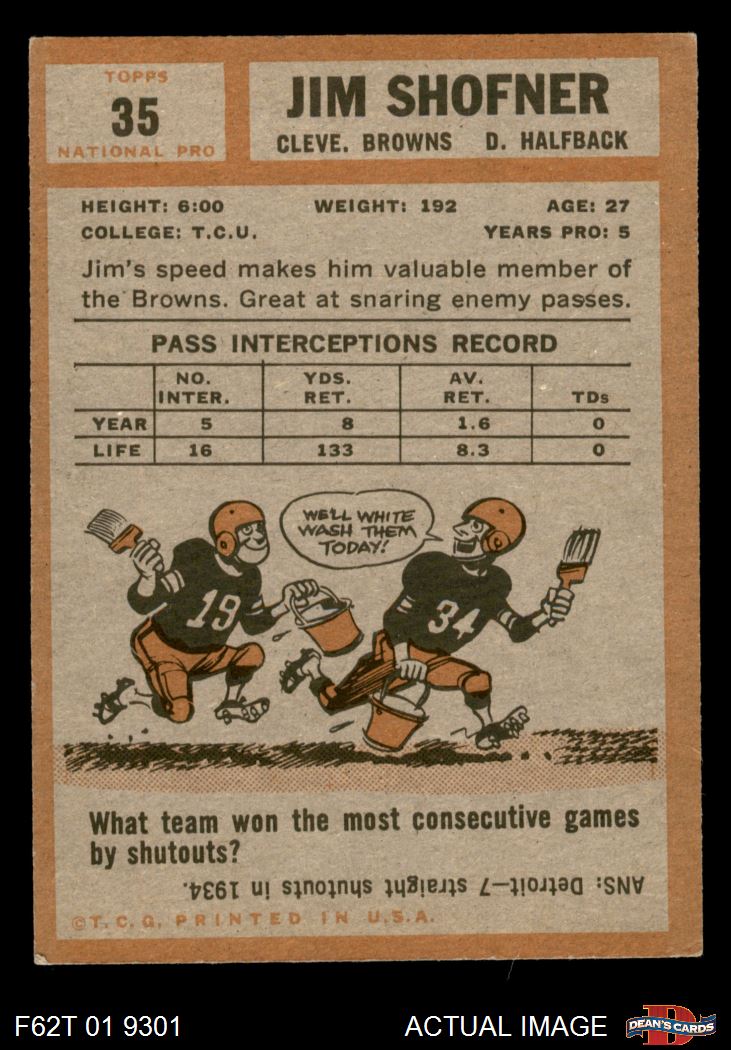 TOPPS
35
NATIONAL PRO
JIM SHOFNER
CLEVE. BROWNS D. HALFBACK
HEIGHT: 6:00 WEIGHT: 192 AGE: 27
COLLEGE: T.C.U. YEARS PRO: 5
Jim's speed makes him valuable member of
the Browns. Great at snaring enemy passes.
PASS INTERCEPTIONS RECORD
NO. INTER. YDS. RET. AV. RET. TDs
YEAR 5 8 1.6 0
LIFE 16 133 8.3 0
WE'LL WHITE
WASH THEM
TODAY!
19
34
What team won the most consecutive games
by shutouts?
ANS: Detroit—7 straight shutouts in 1934.
©T.C.G. PRINTED IN U.S.A.
F62T 01 9301 ACTUAL IMAGE
D
DEAN'S CARDS